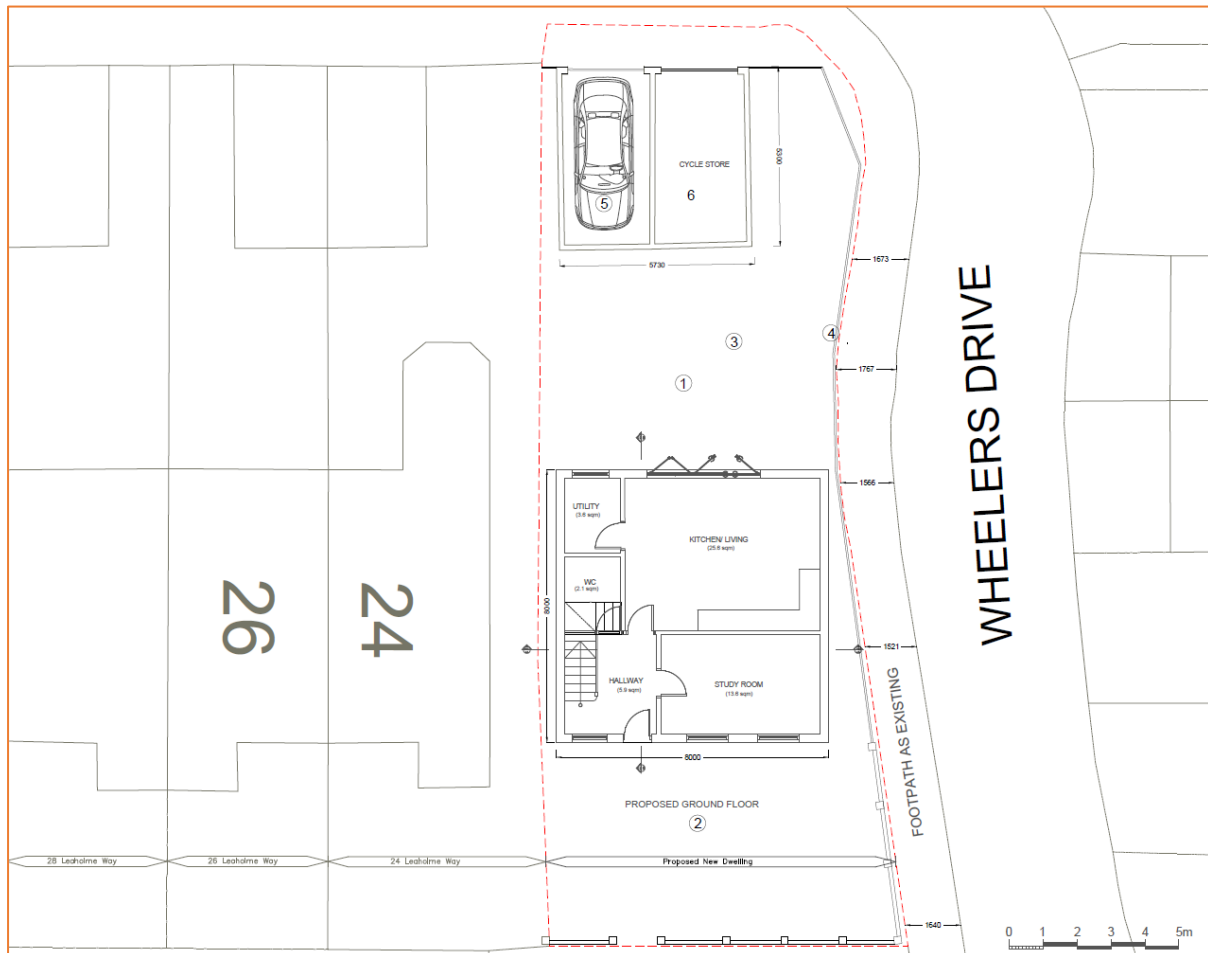 CYCLE STORE
5300
6
5
5730
1673
4
3
1767
1
1566
UTILITY
(3.6 sqm)
KITCHEN/ LIVING
(25.6 sqm)
WHEELERS DRIVE
WC
(2.1 sqm)
26
24
8000
1521
HALLWAY
(5.9 sqm)
STUDY ROOM
(13.6 sqm)
FOOTPATH AS EXISTING
8000
PROPOSED GROUND FLOOR
2
28 Leaholme Way
26 Leaholme Way
24 Leaholme Way
Proposed New Dwelling
1640
0 1 2 3 4 5m